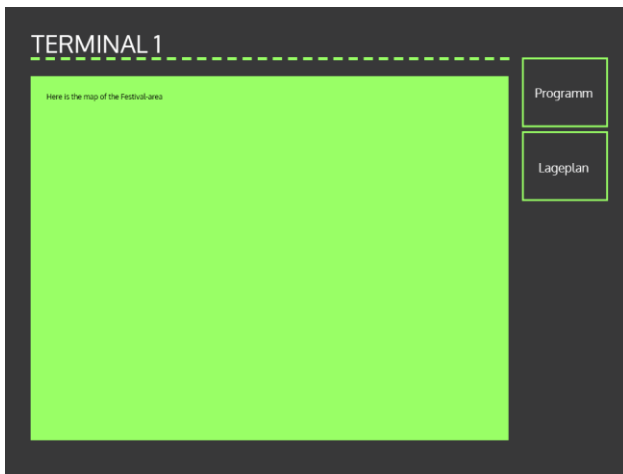 TERMINAL 1
Here is the map of the Festival-area
Programm
Lageplan